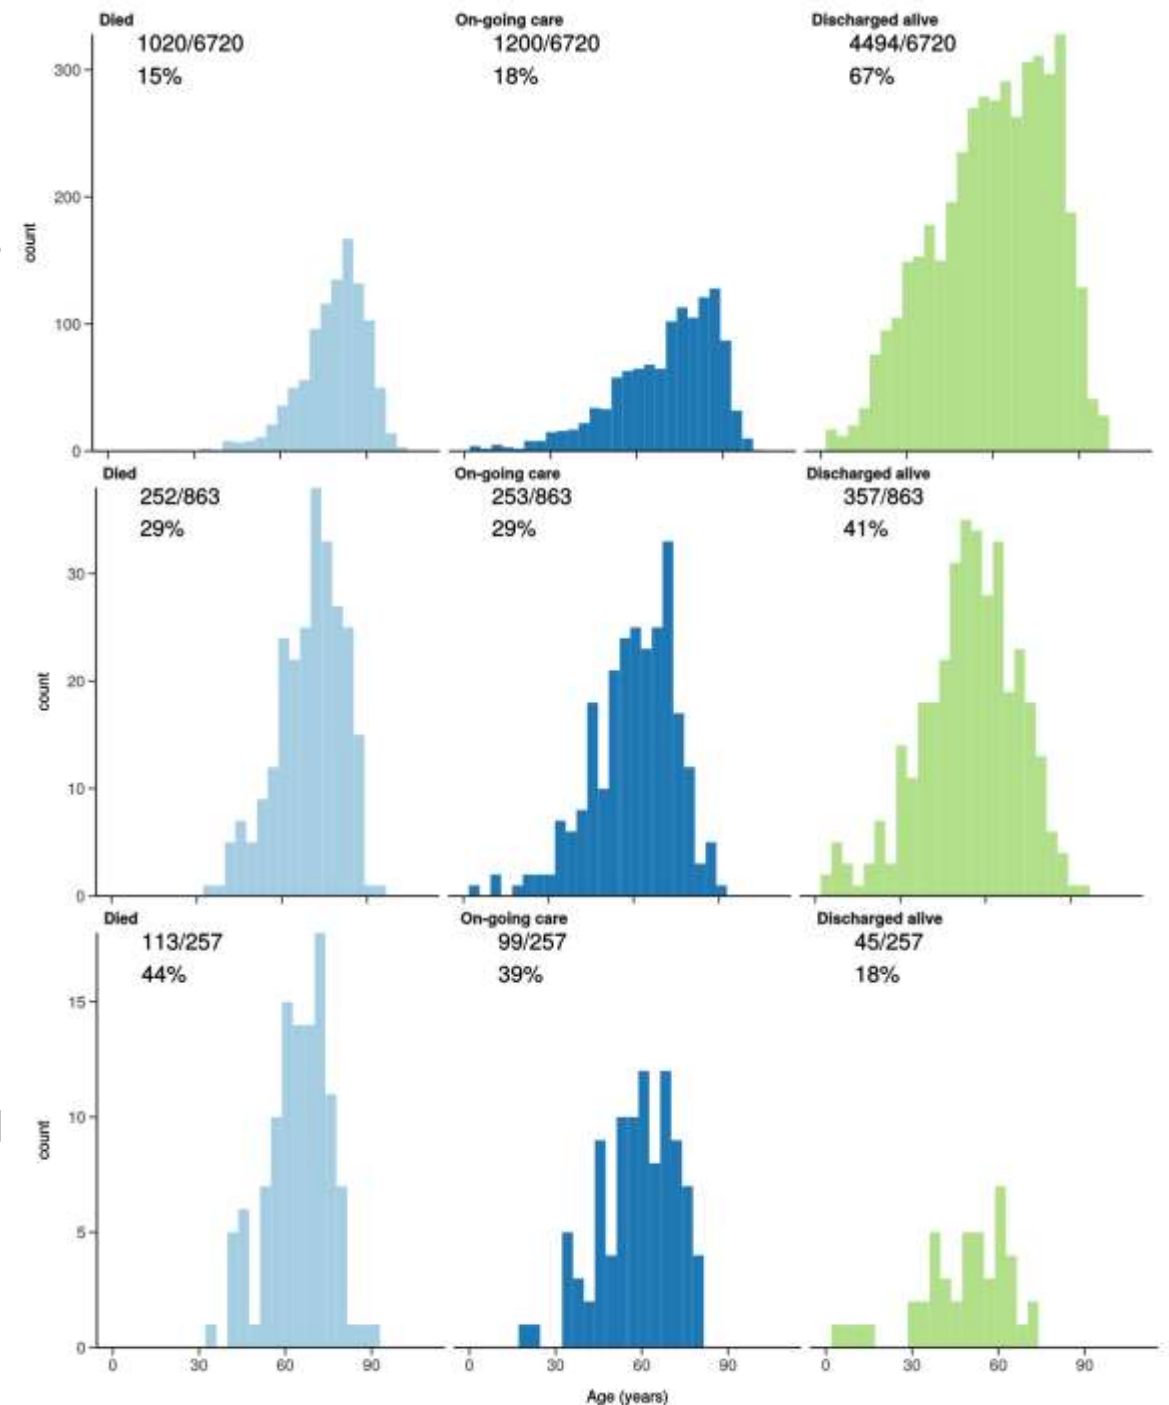 Died
1020/6720
15%
On-going care
1200/6720
18%
Discharged alive
4494/6720
67%
300
200
100
0
count
Died
252/863
29%
On-going care
253/863
29%
Discharged alive
357/863
41%
30
20
10
0
count
Died
113/257
44%
On-going care
99/257
39%
Discharged alive
45/257
18%
15
10
5
0
count
0 30 60 90
0 30 60 90
0 30 60 90
Age (years)